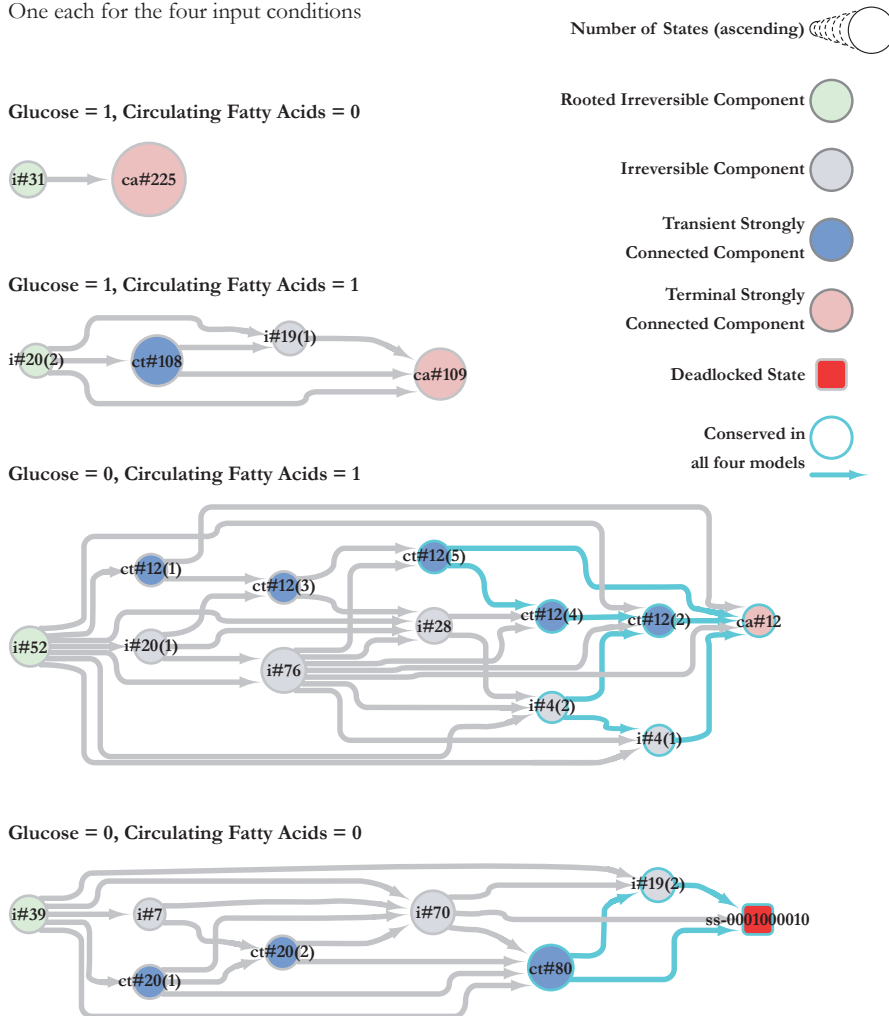 One each for the four input conditions
Number of States (ascending)
Rooted Irreversible Component
Irreversible Component
Transient Strongly
Connected Component
Terminal Strongly
Connected Component
Deadlocked State
Conserved in
all four models
Glucose = 1, Circulating Fatty Acids = 0
i#31
ca#225
Glucose = 1, Circulating Fatty Acids = 1
i#20(2)
ct#108
i#19(1)
ca#109
Glucose = 0, Circulating Fatty Acids = 1
ct#12(1)
ct#12(3)
ct#12(5)
ct#12(4)
ct#12(2)
ca#12
i#28
i#52
i#20(1)
i#76
i#4(2)
i#4(1)
Glucose = 0, Circulating Fatty Acids = 0
i#19(2)
i#39
i#7
i#70
ss-0001000010
ct#20(2)
ct#80
ct#20(1)